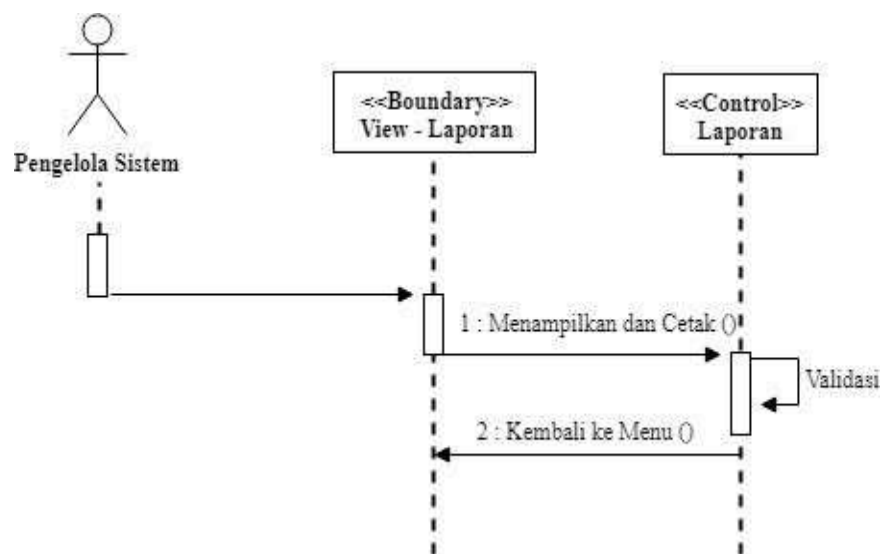 <<Boundary>>
View - Laporan
<<Control>>
Laporan
Pengelola Sistem
1 : Menampilkan dan Cetak ()
Validasi
2 : Kembali ke Menu ()